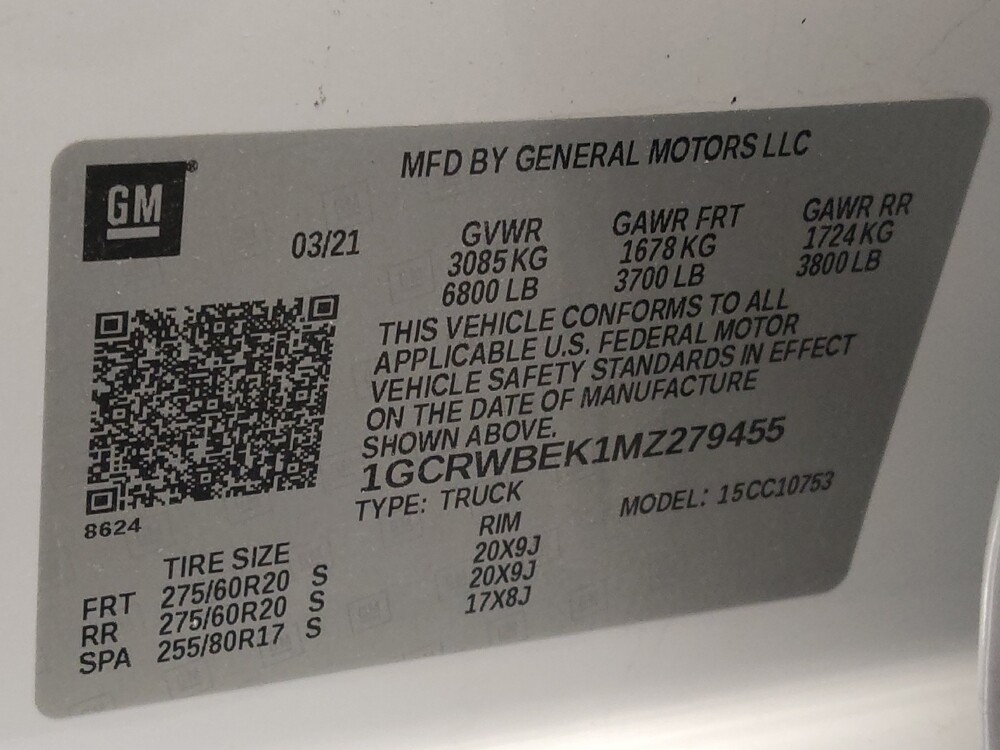 GM
MFD BY GENERAL MOTORS LLC
03/21
GVWR GAWR FRT GAWR RR
3085 KG 1678 KG 1724 KG
6800 LB 3700 LB 3800 LB
THIS VEHICLE CONFORMS TO ALL
APPLICABLE U.S. FEDERAL MOTOR
VEHICLE SAFETY STANDARDS IN EFFECT
ON THE DATE OF MANUFACTURE
SHOWN ABOVE.
1GCRWBEK1MZ279455
TYPE: TRUCK MODEL: 15CC10753
8624
TIRE SIZE RIM
FRT 275/60R20 S 20X9J
RR 275/60R20 S 20X9J
SPA 255/80R17 S 17X8J